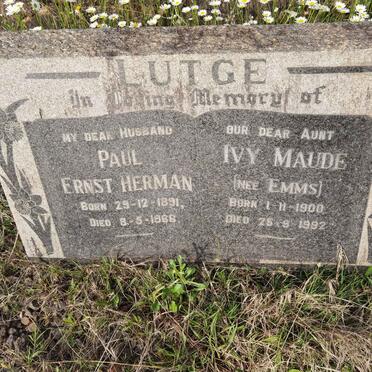 LUTGE
In Loving Memory of
MY DEAR HUSBAND
PAUL
ERNST HERMAN
BORN 29-12-1891,
DIED 8-5-1966
OUR DEAR AUNT
IVY MAUDE
(NEE EMMS)
BORN 1-11-1900
DIED 25-9-1992